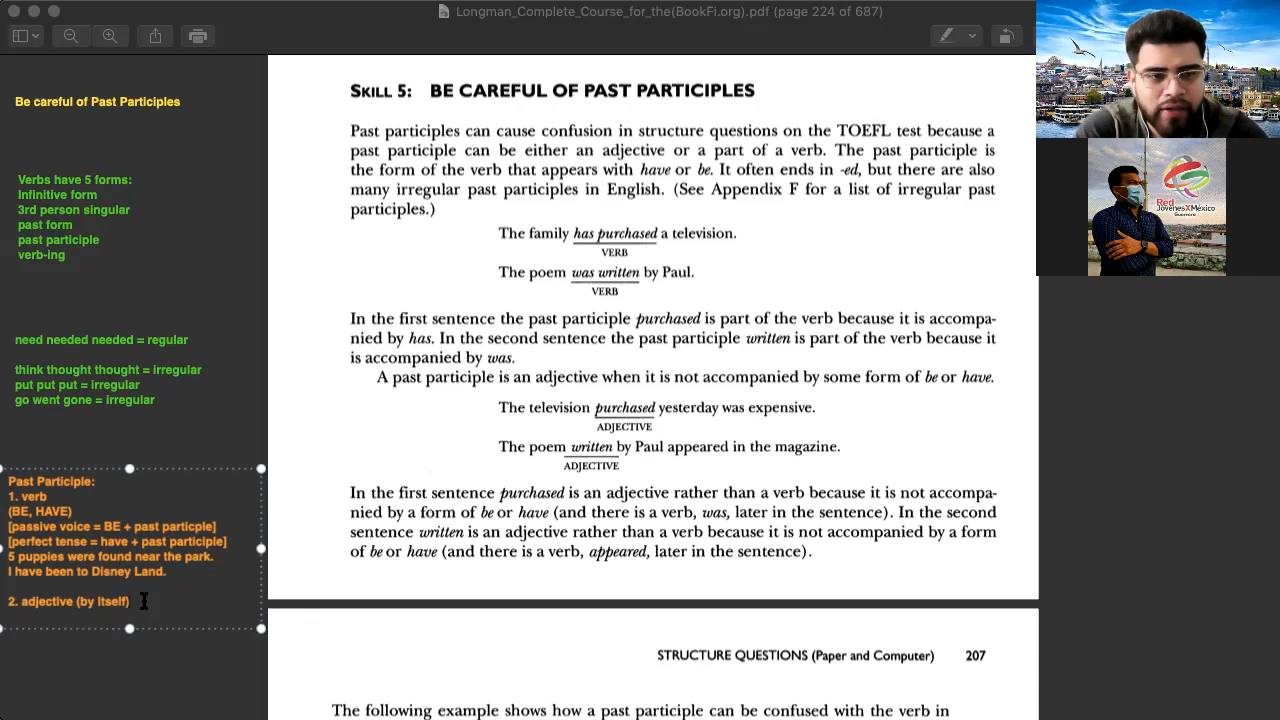 Longman_Complete_Course_for_the(BookFi.org).pdf (page 224 of 687)
Be careful of Past Participles
Verbs have 5 forms:
Infinitive form
3rd person singular
past form
past participle
verb-ing
need needed needed = regular
think thought thought = irregular
put put put = irregular
go went gone = irregular
Past Participle:
1. verb
(BE, HAVE)
[passive voice = BE + past particple]
[perfect tense = have + past participle]
5 puppies were found near the park.
I have been to Disney Land.
2. adjective (by itself)
SKILL 5: BE CAREFUL OF PAST PARTICIPLES
Past participles can cause confusion in structure questions on the TOEFL test because a
past participle can be either an adjective or a part of a verb. The past participle is
the form of the verb that appears with have or be. It often ends in -ed, but there are also
many irregular past participles in English. (See Appendix F for a list of irregular past
participles.)
The family has purchased a television.
VERB
The poem was written by Paul.
VERB
In the first sentence the past participle purchased is part of the verb because it is accompa-
nied by has. In the second sentence the past participle written is part of the verb because it
is accompanied by was.
A past participle is an adjective when it is not accompanied by some form of be or have.
The television purchased yesterday was expensive.
ADJECTIVE
The poem written by Paul appeared in the magazine.
ADJECTIVE
In the first sentence purchased is an adjective rather than a verb because it is not accompa-
nied by a form of be or have (and there is a verb, was, later in the sentence). In the second
sentence written is an adjective rather than a verb because it is not accompanied by a form
of be or have (and there is a verb, appeared, later in the sentence).
STRUCTURE QUESTIONS (Paper and Computer) 207
The following example shows how a past participle can be confused with the verb in
Red
JóvenesXMéxico
Guerrero